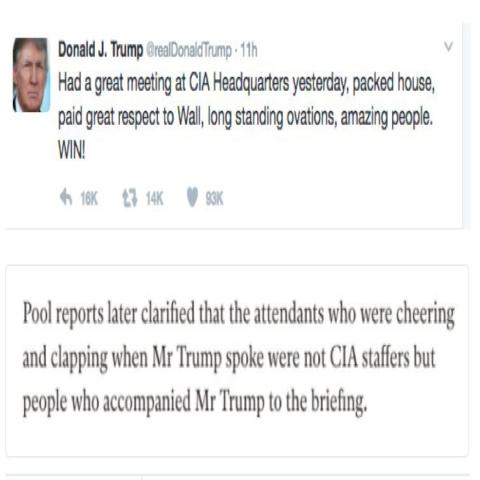 Donald J. Trump @realDonaldTrump · 11h
Had a great meeting at CIA Headquarters yesterday, packed house,
paid great respect to Wall, long standing ovations, amazing people.
WIN!
16K 14K 93K
Pool reports later clarified that the attendants who were cheering
and clapping when Mr Trump spoke were not CIA staffers but
people who accompanied Mr Trump to the briefing.